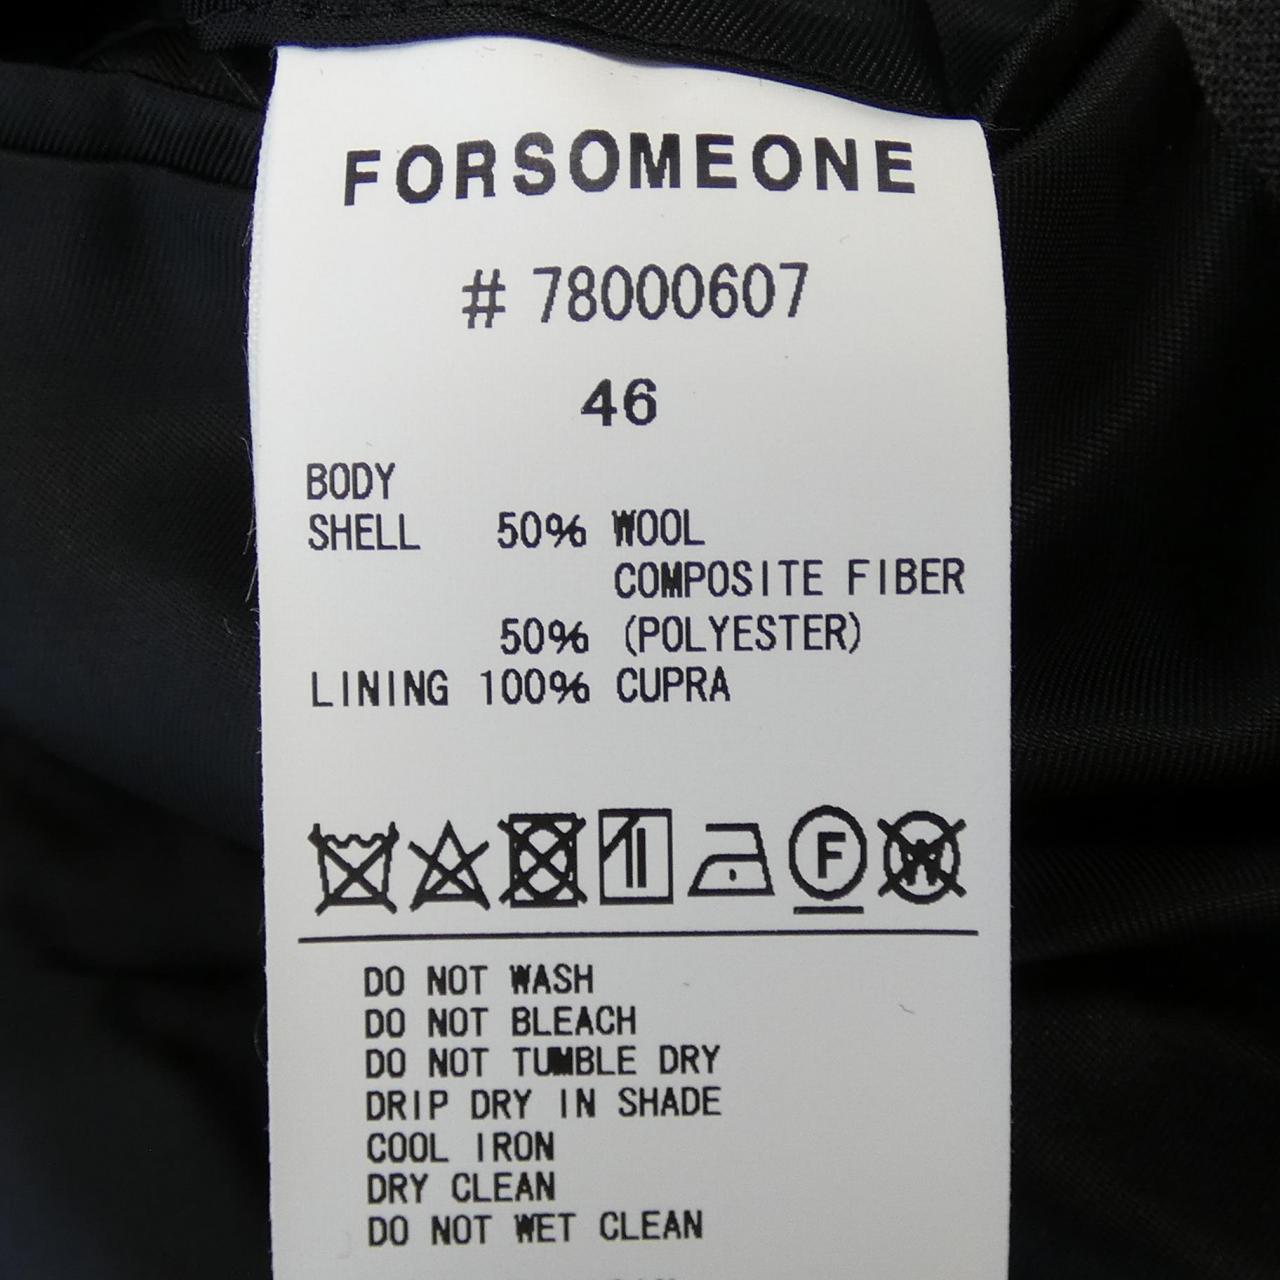 FORSOMEONE
# 78000607
46
BODY
SHELL 50% WOOL
COMPOSITE FIBER
50% (POLYESTER)
LINING 100% CUPRA
F W
DO NOT WASH
DO NOT BLEACH
DO NOT TUMBLE DRY
DRIP DRY IN SHADE
COOL IRON
DRY CLEAN
DO NOT WET CLEAN